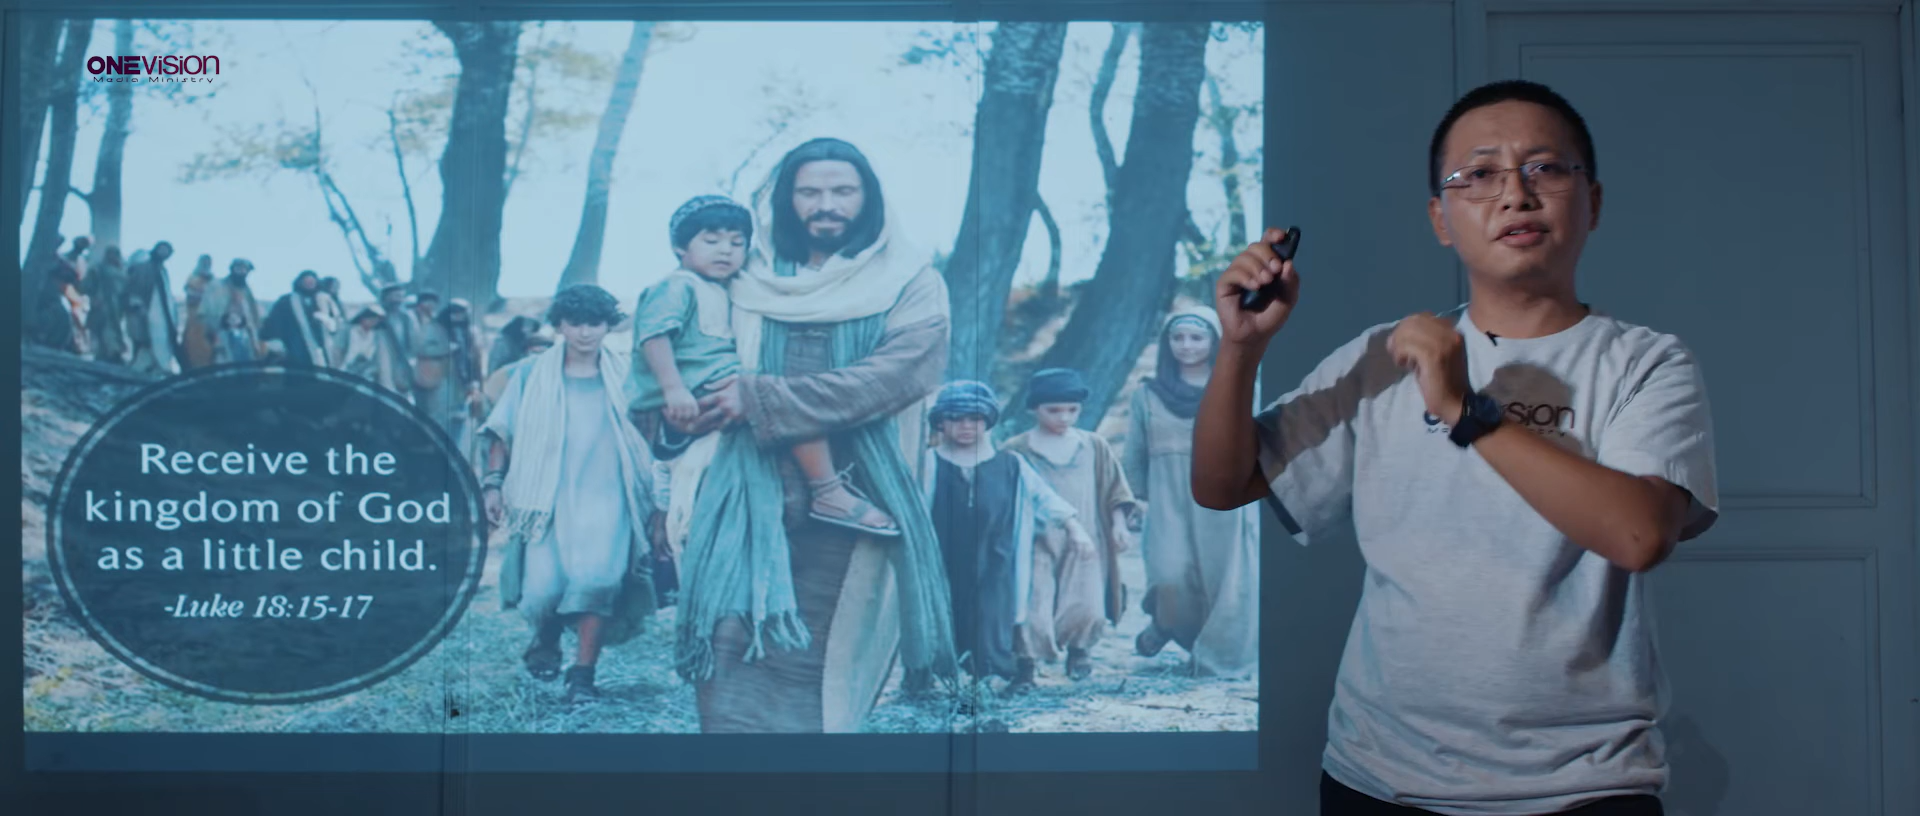 ONEVISION
Media Ministry
Receive the
kingdom of God
as a little child.
-Luke 18:15-17